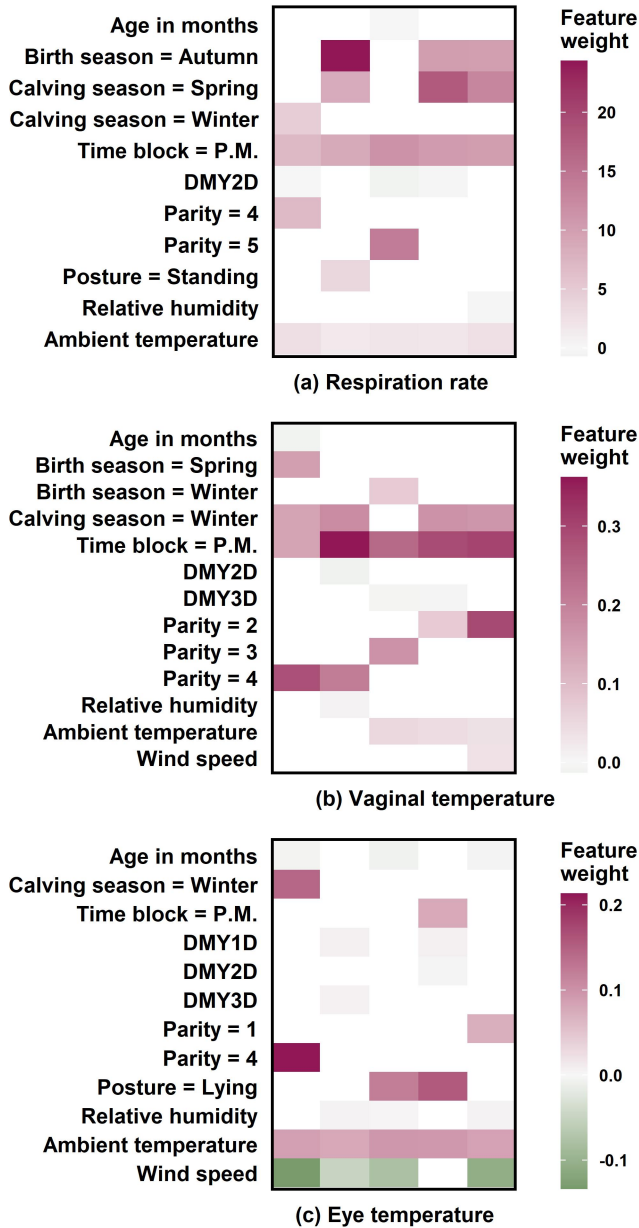 Age in months
Birth season = Autumn
Calving season = Spring
Calving season = Winter
Time block = P.M.
DMY2D
Parity = 4
Parity = 5
Posture = Standing
Relative humidity
Ambient temperature
Feature
weight
20
15
10
5
0
(a) Respiration rate
Age in months
Birth season = Spring
Birth season = Winter
Calving season = Winter
Time block = P.M.
DMY2D
DMY3D
Parity = 2
Parity = 3
Parity = 4
Relative humidity
Ambient temperature
Wind speed
Feature
weight
0.3
0.2
0.1
0.0
(b) Vaginal temperature
Age in months
Calving season = Winter
Time block = P.M.
DMY1D
DMY2D
DMY3D
Parity = 1
Parity = 4
Posture = Lying
Relative humidity
Ambient temperature
Wind speed
Feature
weight
0.2
0.1
0.0
-0.1
(c) Eye temperature